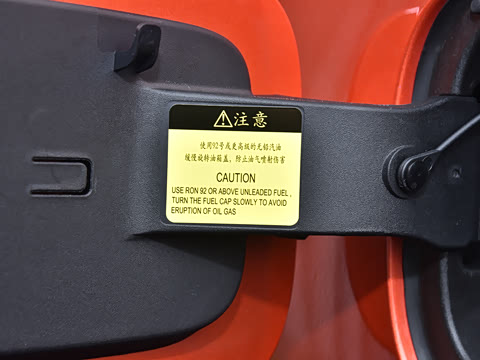 注意
使用92号或更高级的无铅汽油
缓慢旋转油箱盖，防止油气喷射伤害
CAUTION
USE RON 92 OR ABOVE UNLEADED FUEL ,
TURN THE FUEL CAP SLOWLY TO AVOID
ERUPTION OF OIL GAS